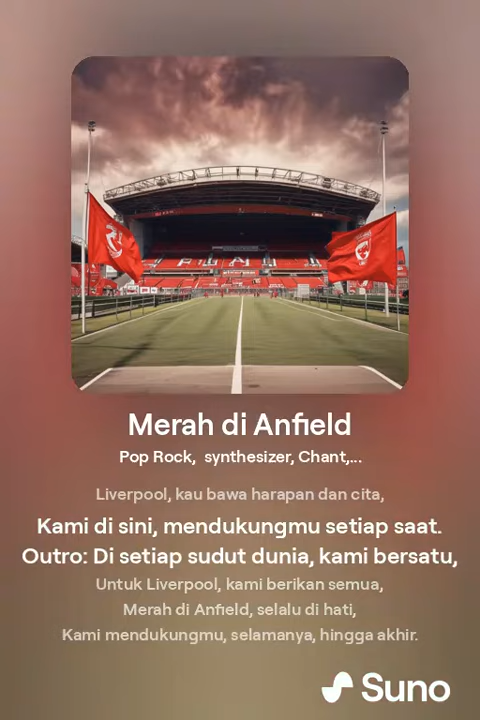 Merah di Anfield
Pop Rock,  synthesizer, Chant,...
Liverpool, kau bawa harapan dan cita,
Kami di sini, mendukungmu setiap saat.
Outro: Di setiap sudut dunia, kami bersatu,
Untuk Liverpool, kami berikan semua,
Merah di Anfield, selalu di hati,
Kami mendukungmu, selamanya, hingga akhir.
Suno